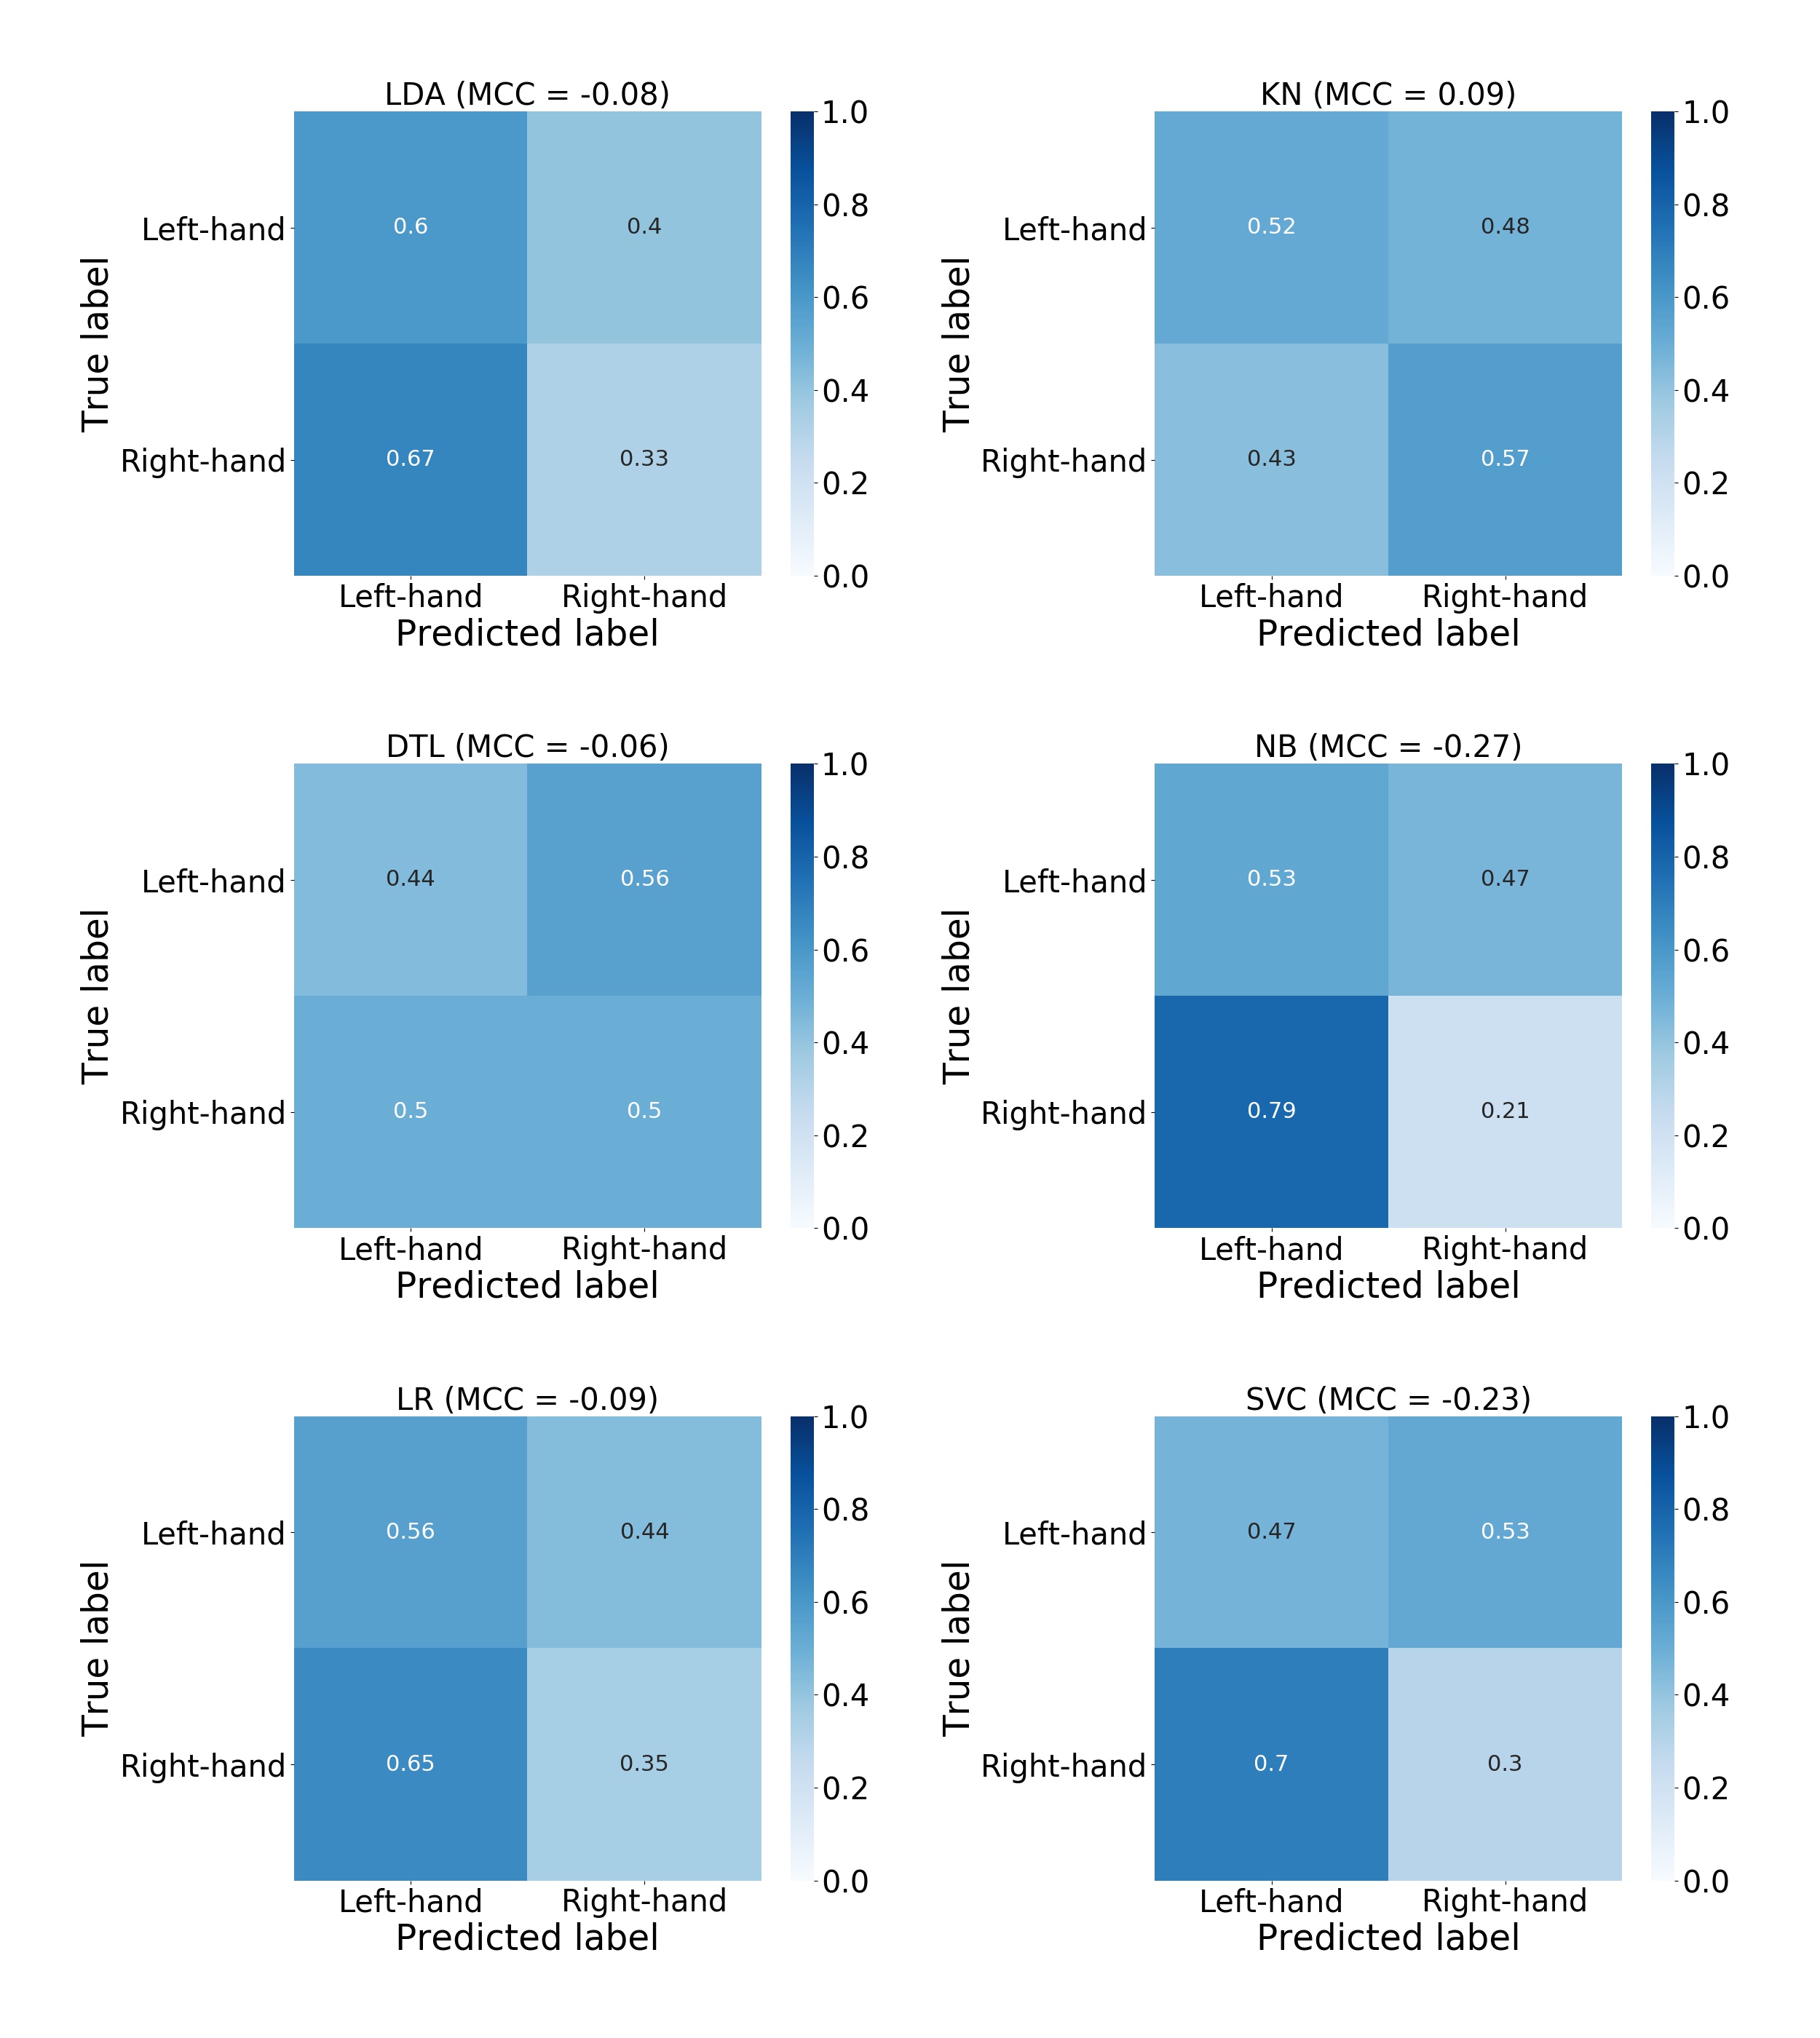 LDA (MCC = -0.08)
1.0
0.8
0.6
0.4
0.2
0.0
True label
Left-hand
0.6 0.4
Right-hand
0.67 0.33
Left-hand Right-hand
Predicted label
KN (MCC = 0.09)
1.0
0.8
0.6
0.4
0.2
0.0
True label
Left-hand
0.52 0.48
Right-hand
0.43 0.57
Left-hand Right-hand
Predicted label
DTL (MCC = -0.06)
1.0
0.8
0.6
0.4
0.2
0.0
True label
Left-hand
0.44 0.56
Right-hand
0.5 0.5
Left-hand Right-hand
Predicted label
NB (MCC = -0.27)
1.0
0.8
0.6
0.4
0.2
0.0
True label
Left-hand
0.53 0.47
Right-hand
0.79 0.21
Left-hand Right-hand
Predicted label
LR (MCC = -0.09)
1.0
0.8
0.6
0.4
0.2
0.0
True label
Left-hand
0.56 0.44
Right-hand
0.65 0.35
Left-hand Right-hand
Predicted label
SVC (MCC = -0.23)
1.0
0.8
0.6
0.4
0.2
0.0
True label
Left-hand
0.47 0.53
Right-hand
0.7 0.3
Left-hand Right-hand
Predicted label